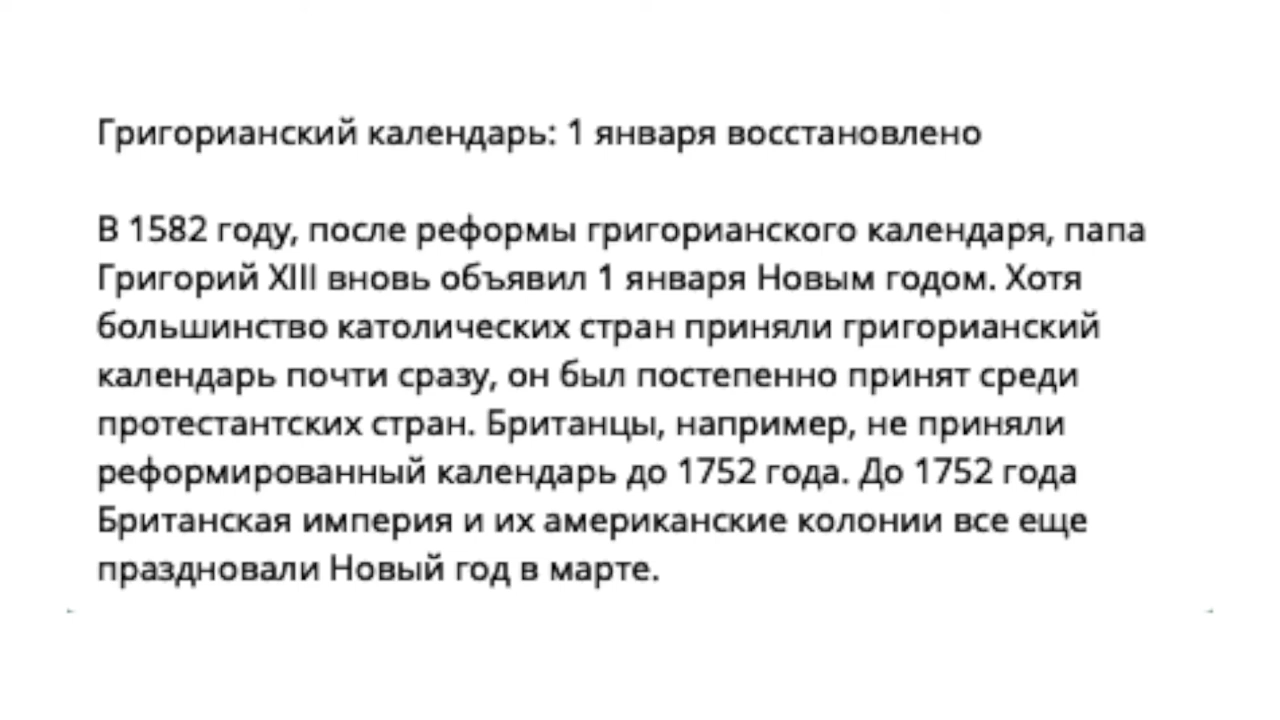 Григорианский календарь: 1 января восстановлено
В 1582 году, после реформы григорианского календаря, папа
Григорий XIII вновь объявил 1 января Новым годом. Хотя
большинство католических стран приняли григорианский
календарь почти сразу, он был постепенно принят среди
протестантских стран. Британцы, например, не приняли
реформированный календарь до 1752 года. До 1752 года
Британская империя и их американские колонии все еще
праздновали Новый год в марте.